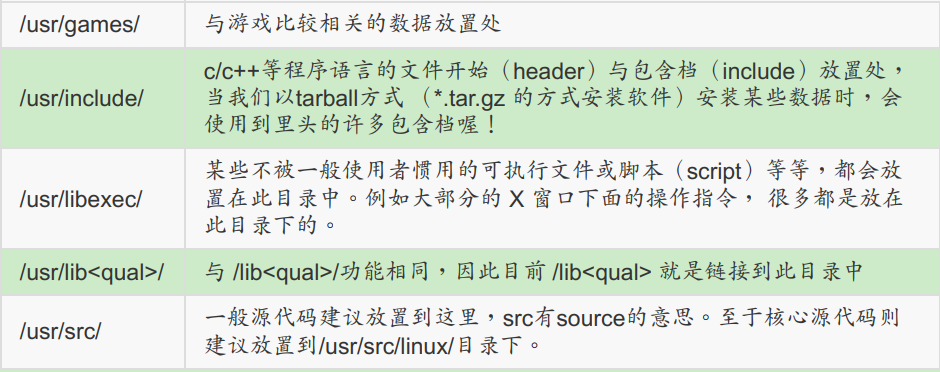 /usr/games/ 与游戏比较相关的数据放置处
c/c++等程序语言的文件开始（header）与包含档（include）放置处，
/usr/include/ 当我们以tarball方式 （*.tar.gz 的方式安装软件）安装某些数据时，会
使用到里头的许多包含档喔！
某些不被一般使用者惯用的可执行文件或脚本（script）等等，都会放
/usr/libexec/ 置在此目录中。例如大部分的 X 窗口下面的操作指令， 很多都是放在
此目录下的。
/usr/lib<qual>/ 与 /lib<qual>/功能相同，因此目前 /lib<qual> 就是链接到此目录中
一般源代码建议放置到这里，src有source的意思。至于核心源代码则
/usr/src/ 建议放置到/usr/src/linux/目录下。